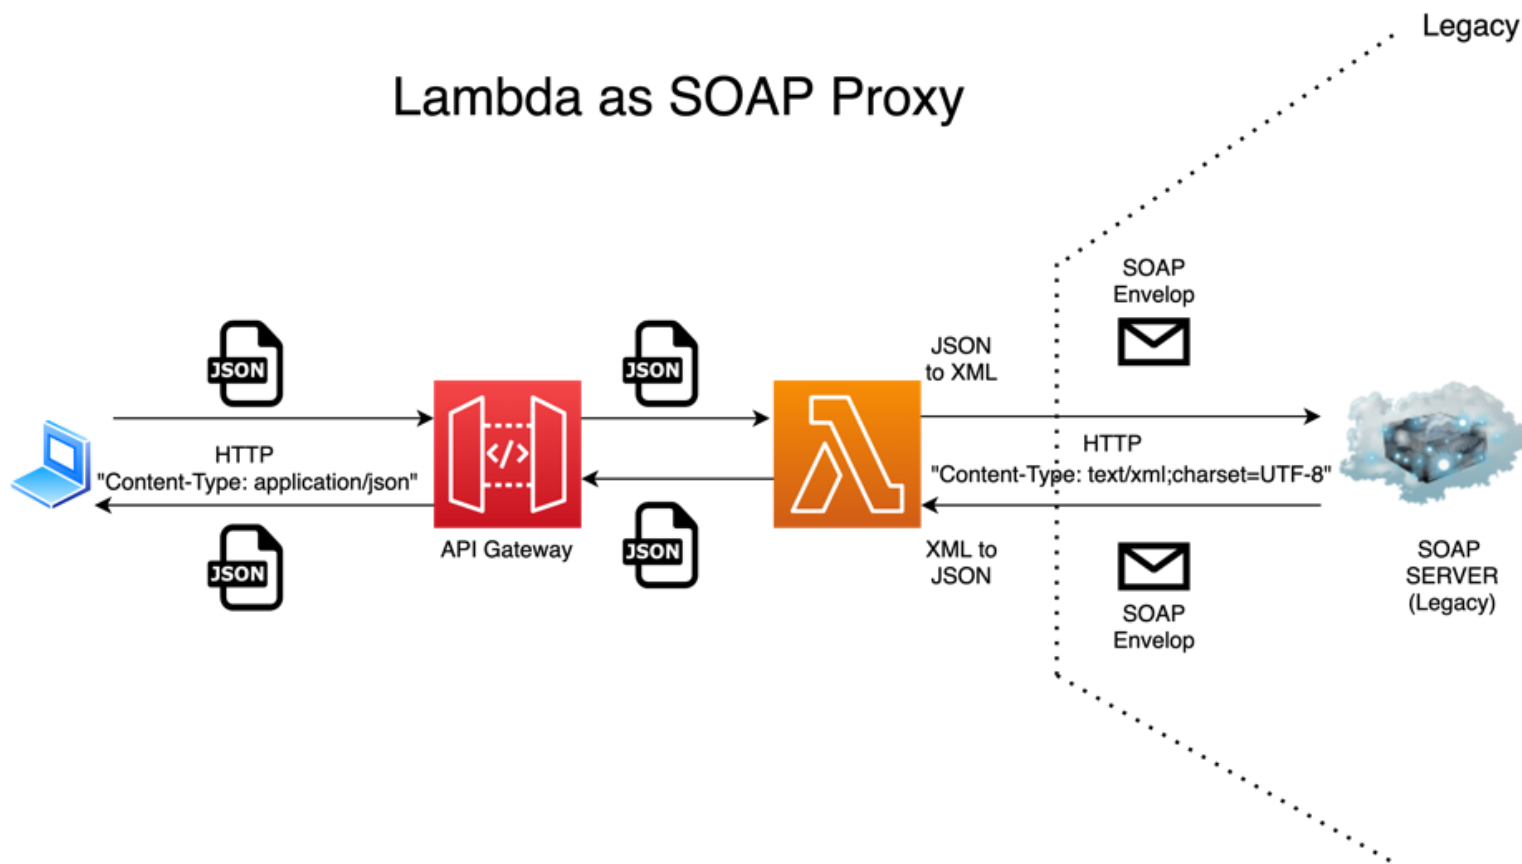 Legacy
Lambda as SOAP Proxy
SOAP
Envelop
JSON
JSON
JSON
to XML
HTTP
"Content-Type: application/json"
HTTP
"Content-Type: text/xml;charset=UTF-8"
JSON
API Gateway
JSON
XML to
JSON
SOAP
Envelop
SOAP
SERVER
(Legacy)